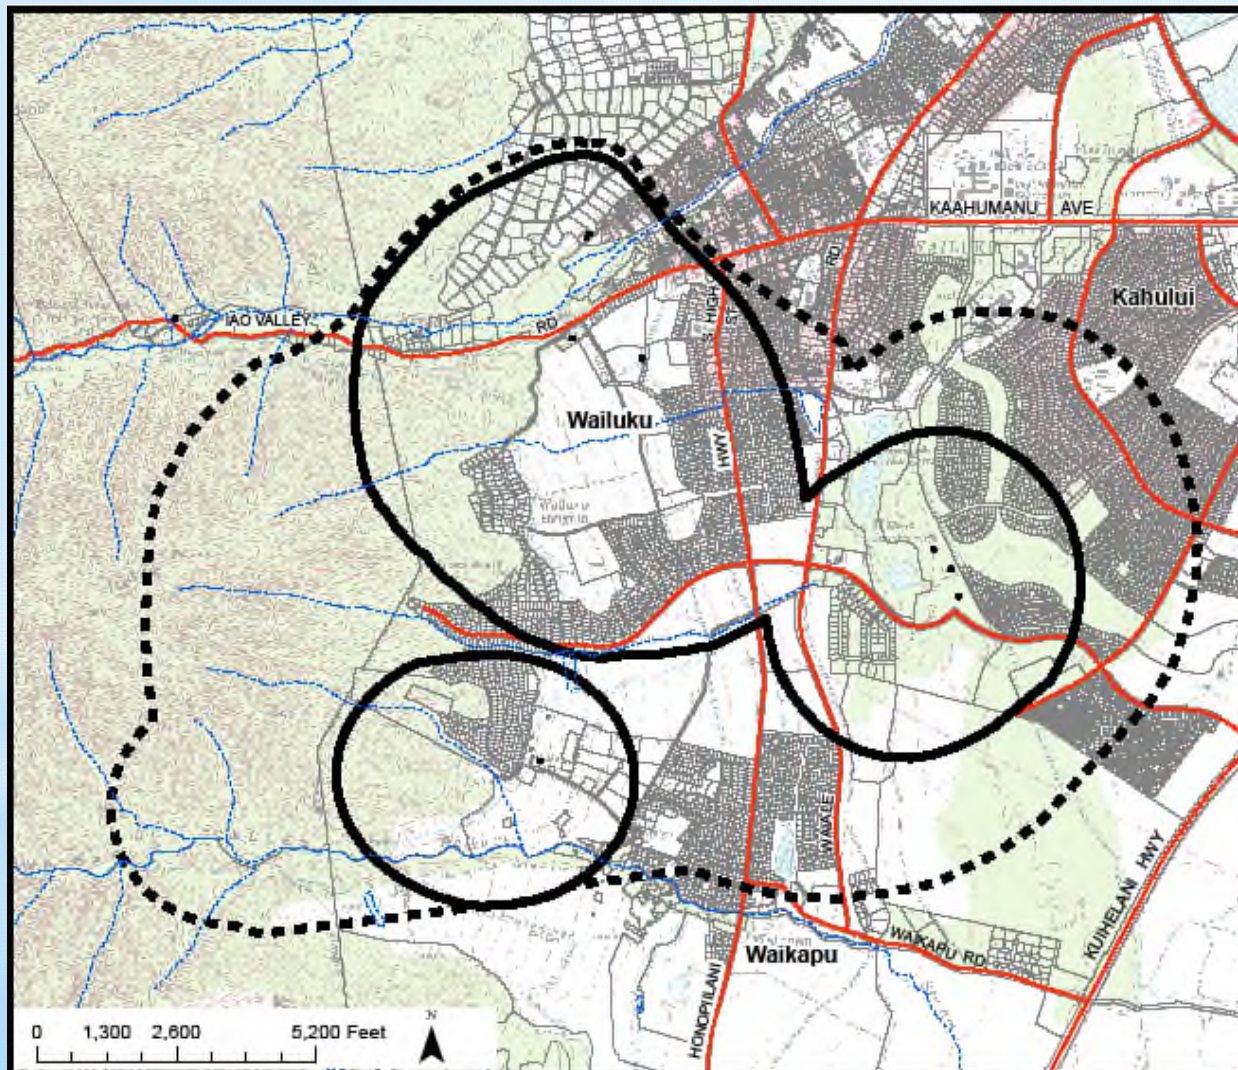 KAAHUMANU AVE
Kahului
IAO VALLEY
RD
S HIGH
ST
RD
Wailuku
HWY
WAIALE
Waikapu
WAIKAPU RD
KUIHELANI HWY
HONOPIILANI
N
0 1,300 2,600 5,200 Feet